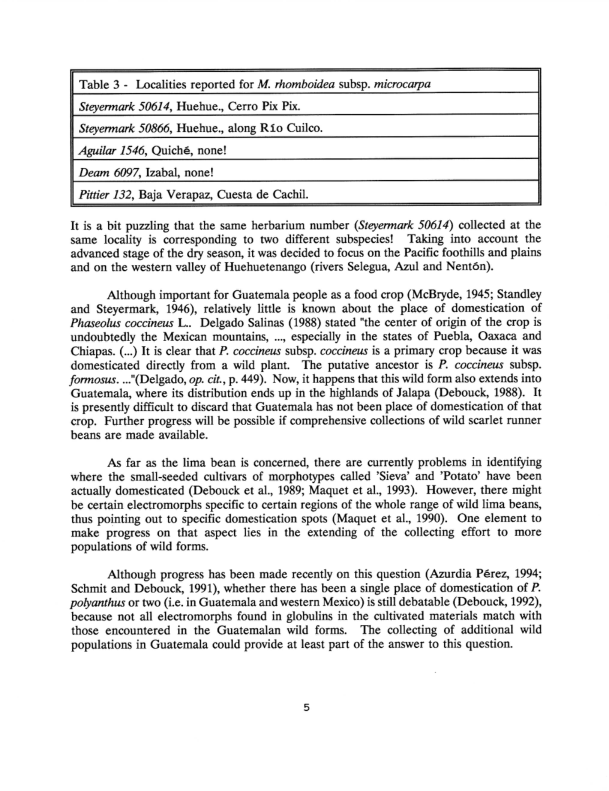 Table 3 - Localities reported for M. rhomboidea subsp. microcarpa
Steyermark 50614, Huehue., Cerro Pix Pix.
Steyermark 50866, Huehue., along Río Cuilco.
Aguilar 1546, Quiché, none!
Deam 6097, Izabal, none!
Pittier 132, Baja Verapaz, Cuesta de Cachil.
It is a bit puzzling that the same herbarium number (Steyermark 50614) collected at the
same locality is corresponding to two different subspecies! Taking into account the
advanced stage of the dry season, it was decided to focus on the Pacific foothills and plains
and on the western valley of Huehuetenango (rivers Selegua, Azul and Nentón).
Although important for Guatemala people as a food crop (McBryde, 1945; Standley
and Steyermark, 1946), relatively little is known about the place of domestication of
Phaseolus coccineus L.. Delgado Salinas (1988) stated "the center of origin of the crop is
undoubtedly the Mexican mountains, ..., especially in the states of Puebla, Oaxaca and
Chiapas. (...) It is clear that P. coccineus subsp. coccineus is a primary crop because it was
domesticated directly from a wild plant. The putative ancestor is P. coccineus subsp.
formosus. ..."(Delgado, op. cit., p. 449). Now, it happens that this wild form also extends into
Guatemala, where its distribution ends up in the highlands of Jalapa (Debouck, 1988). It
is presently difficult to discard that Guatemala has not been place of domestication of that
crop. Further progress will be possible if comprehensive collections of wild scarlet runner
beans are made available.
As far as the lima bean is concerned, there are currently problems in identifying
where the small-seeded cultivars of morphotypes called 'Sieva' and 'Potato' have been
actually domesticated (Debouck et al., 1989; Maquet et al., 1993). However, there might
be certain electromorphs specific to certain regions of the whole range of wild lima beans,
thus pointing out to specific domestication spots (Maquet et al., 1990). One element to
make progress on that aspect lies in the extending of the collecting effort to more
populations of wild forms.
Although progress has been made recently on this question (Azurdia Pérez, 1994;
Schmit and Debouck, 1991), whether there has been a single place of domestication of P.
polyanthus or two (i.e. in Guatemala and western Mexico) is still debatable (Debouck, 1992),
because not all electromorphs found in globulins in the cultivated materials match with
those encountered in the Guatemalan wild forms. The collecting of additional wild
populations in Guatemala could provide at least part of the answer to this question.
5